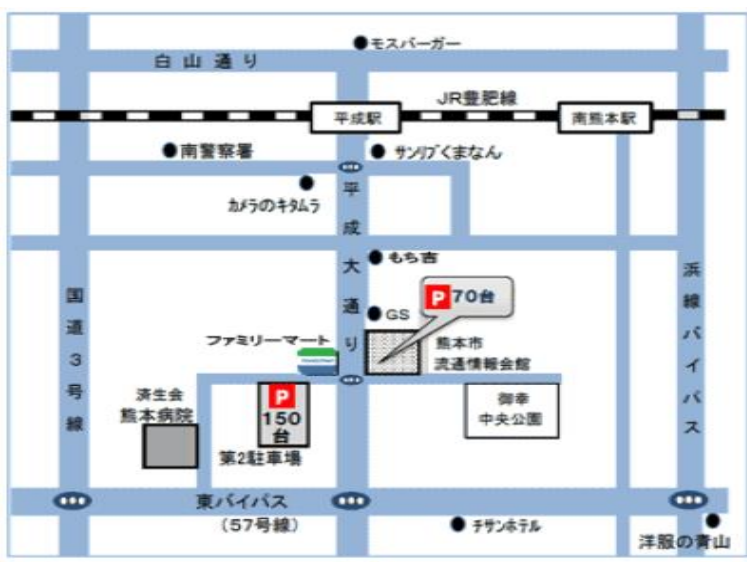 モスバーガー
白山通り
JR豊肥線
平成駅
南熊本駅
南警察署
サンリブくまなん
カメラのキタムラ
平成大通り
もち吉
P70台
GS
国道3号線
浜線バイパス
ファミリーマート
熊本市
流通情報会館
済生会
熊本病院
P
150
台
第2駐車場
御幸
中央公園
東バイパス
(57号線)
チサンホテル
洋服の青山